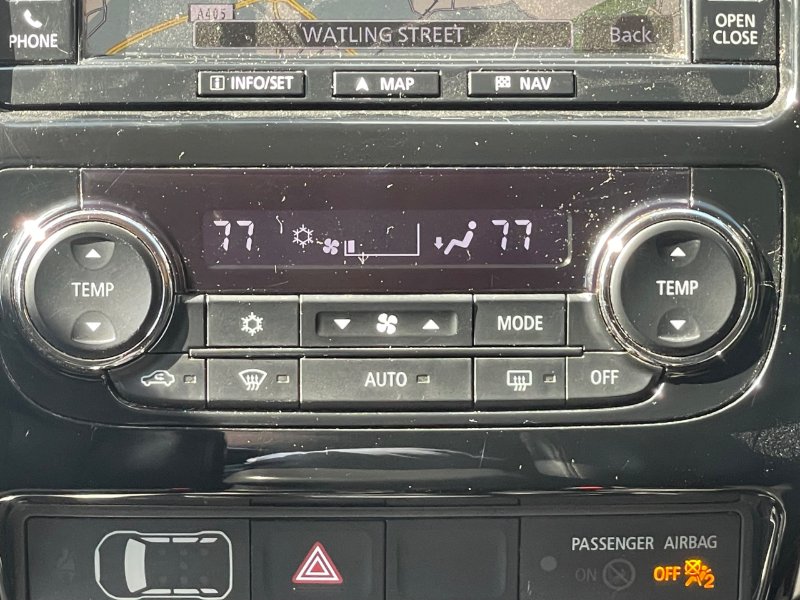 A405
PHONE
WATLING STREET
Back
OPEN
CLOSE
i INFO/SET
MAP
NAV
77
77
TEMP
TEMP
MODE
AUTO
OFF
PASSENGER AIRBAG
ON
OFF
2